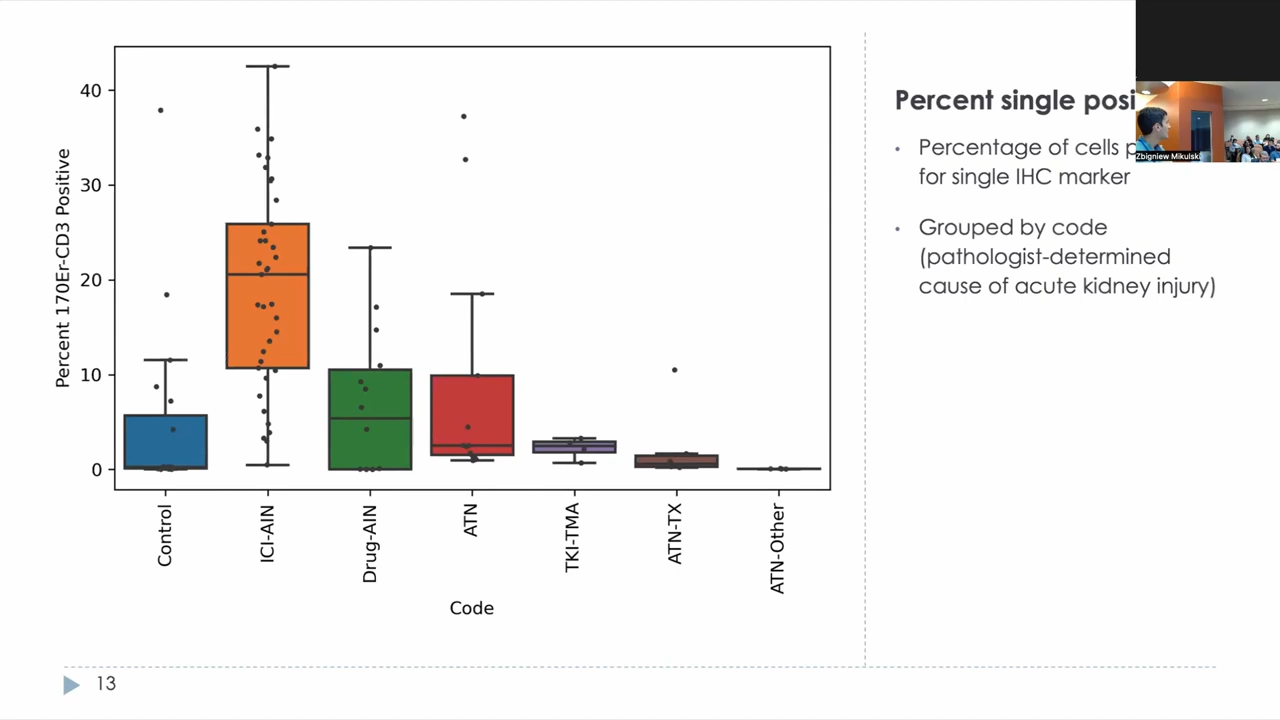 Percent single posi
Percentage of cells p
for single IHC marker
Grouped by code
(pathologist-determined
cause of acute kidney injury)
Zbigniew Mikulski
Percent 170Er-CD3 Positive
40
30
20
10
0
Control
ICI-AIN
Drug-AIN
ATN
TKI-TMA
ATN-TX
ATN-Other
Code
13